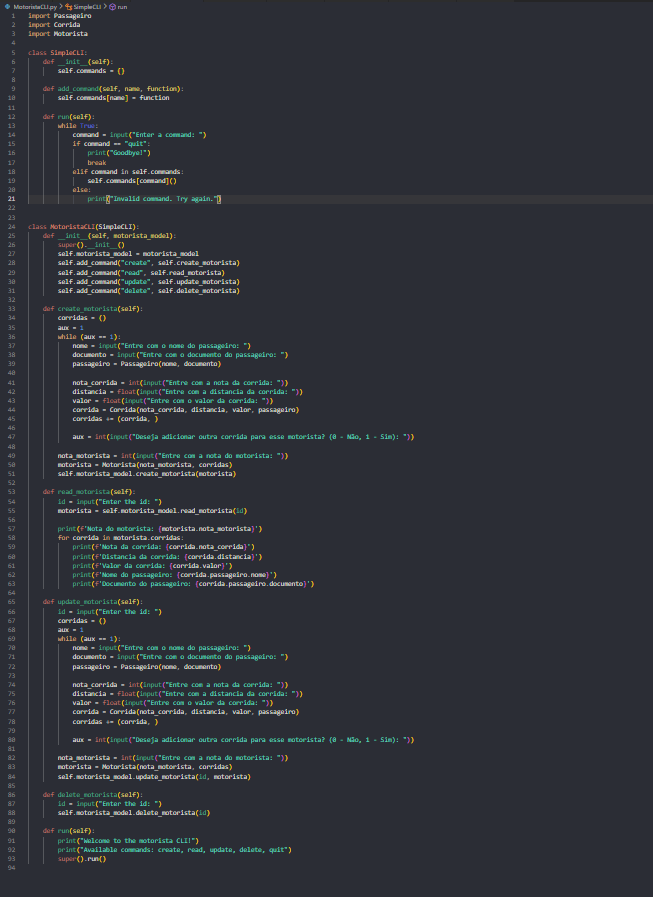 MotoristaCLI.py > SimpleCLI > run
1 import Passageiro
2 import Corrida
3 import Motorista
4
5 class SimpleCLI:
6     def __init__(self):
7         self.commands = {}
8
9     def add_command(self, name, function):
10         self.commands[name] = function
11
12     def run(self):
13         while True:
14             command = input("Enter a command: ")
15             if command == "quit":
16                 print("Goodbye!")
17                 break
18             elif command in self.commands:
19                 self.commands[command]()
20             else:
21                 print("Invalid command. Try again.")
22
23
24 class MotoristaCLI(SimpleCLI):
25     def __init__(self, motorista_model):
26         super().__init__()
27         self.motorista_model = motorista_model
28         self.add_command("create", self.create_motorista)
29         self.add_command("read", self.read_motorista)
30         self.add_command("update", self.update_motorista)
31         self.add_command("delete", self.delete_motorista)
32
33     def create_motorista(self):
34         corridas = ()
35         aux = 1
36         while (aux == 1):
37             nome = input("Entre com o nome do passageiro: ")
38             documento = input("Entre com o documento do passageiro: ")
39             passageiro = Passageiro(nome, documento)
40
41             nota_corrida = int(input("Entre com a nota da corrida: "))
42             distancia = float(input("Entre com a distancia da corrida: "))
43             valor = float(input("Entre com o valor da corrida: "))
44             corrida = Corrida(nota_corrida, distancia, valor, passageiro)
45             corridas += (corrida, )
46
47             aux = int(input("Deseja adicionar outra corrida para esse motorista? (0 - Não, 1 - Sim): "))
48
49         nota_motorista = int(input("Entre com a nota do motorista: "))
50         motorista = Motorista(nota_motorista, corridas)
51         self.motorista_model.create_motorista(motorista)
52
53     def read_motorista(self):
54         id = input("Enter the id: ")
55         motorista = self.motorista_model.read_motorista(id)
56
57         print(f'Nota do motorista: {motorista.nota_motorista}')
58         for corrida in motorista.corridas:
59             print(f'Nota da corrida: {corrida.nota_corrida}')
60             print(f'Distancia da corrida: {corrida.distancia}')
61             print(f'Valor da corrida: {corrida.valor}')
62             print(f'Nome do passageiro: {corrida.passageiro.nome}')
63             print(f'Documento do passageiro: {corrida.passageiro.documento}')
64
65     def update_motorista(self):
66         id = input("Enter the id: ")
67         corridas = ()
68         aux = 1
69         while (aux == 1):
70             nome = input("Entre com o nome do passageiro: ")
71             documento = input("Entre com o documento do passageiro: ")
72             passageiro = Passageiro(nome, documento)
73
74             nota_corrida = int(input("Entre com a nota da corrida: "))
75             distancia = float(input("Entre com a distancia da corrida: "))
76             valor = float(input("Entre com o valor da corrida: "))
77             corrida = Corrida(nota_corrida, distancia, valor, passageiro)
78             corridas += (corrida, )
79
80             aux = int(input("Deseja adicionar outra corrida para esse motorista? (0 - Não, 1 - Sim): "))
81
82         nota_motorista = int(input("Entre com a nota do motorista: "))
83         motorista = Motorista(nota_motorista, corridas)
84         self.motorista_model.update_motorista(id, motorista)
85
86     def delete_motorista(self):
87         id = input("Enter the id: ")
88         self.motorista_model.delete_motorista(id)
89
90     def run(self):
91         print("Welcome to the motorista CLI!")
92         print("Available commands: create, read, update, delete, quit")
93         super().run()
94